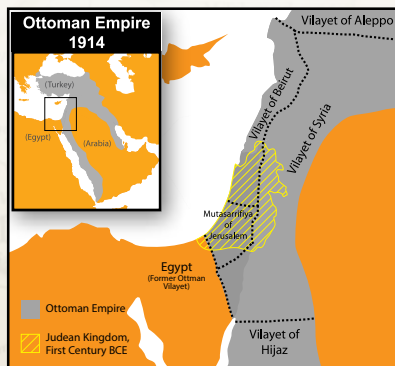 Ottoman Empire
1914
(Turkey)
(Egypt)
(Arabia)
Vilayet of Aleppo
Vilayet of Beirut
Vilayet of Syria
Mutasarrifiya
of
Jerusalem
Egypt
(Former Ottman
Vilayet)
Vilayet of
Hijaz
Ottoman Empire
Judean Kingdom,
First Century BCE